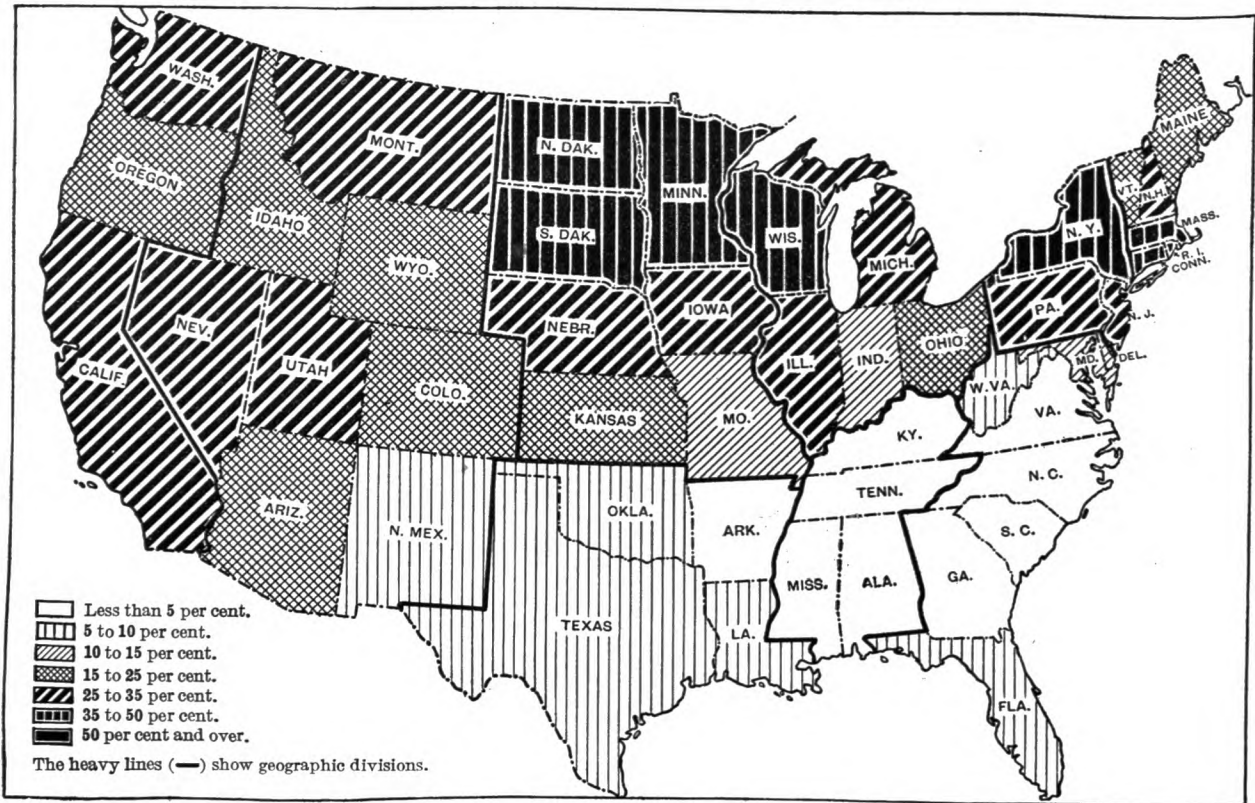 WASH.
MONT.
N. DAK.
MINN.
MAINE
OREGON
IDAHO
S. DAK.
WIS.
VT.
N.H.
WYO.
MICH.
N. Y.
MASS.
R. I.
CONN.
NEV.
NEBR.
IOWA
PA.
N. J.
CALIF.
UTAH
COLO.
ILL.
IND.
OHIO
MD.
DEL.
KANSAS
MO.
W. VA.
VA.
KY.
ARIZ.
N. MEX.
OKLA.
ARK.
TENN.
N. C.
S. C.
MISS.
ALA.
GA.
TEXAS
LA.
FLA.
Less than 5 per cent.
5 to 10 per cent.
10 to 15 per cent.
15 to 25 per cent.
25 to 35 per cent.
35 to 50 per cent.
50 per cent and over.
The heavy lines (—) show geographic divisions.